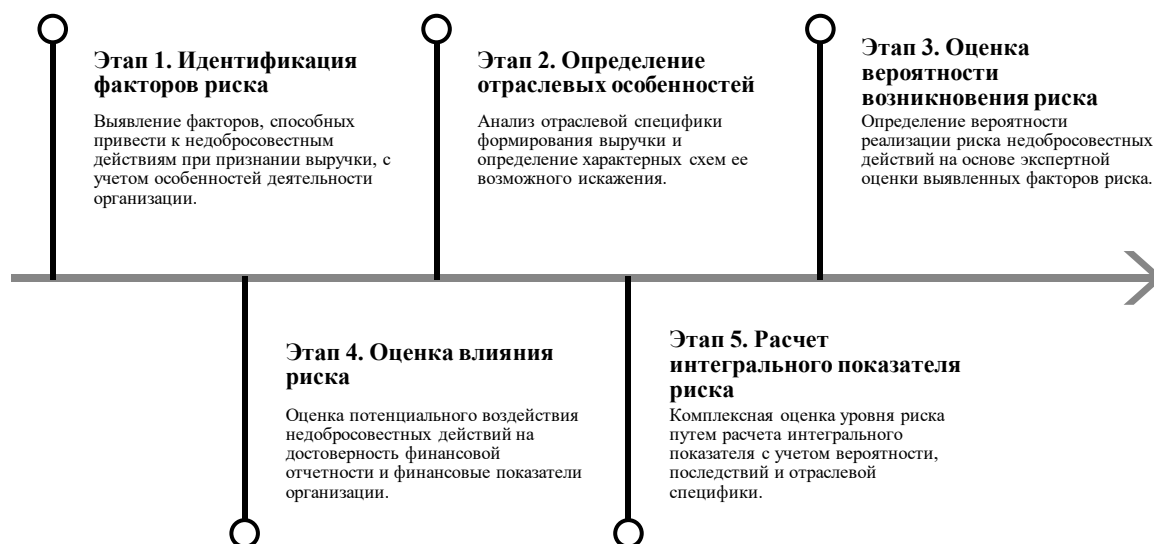 Этап 1. Идентификация
факторов риска
Выявление факторов, способных
привести к недобросовестным
действиям при признании выручки, с
учетом особенностей деятельности
организации.
Этап 2. Определение
отраслевых особенностей
Анализ отраслевой специфики
формирования выручки и
определение характерных схем ее
возможного искажения.
Этап 3. Оценка
вероятности
возникновения риска
Определение вероятности
реализации риска недобросовестных
действий на основе экспертной
оценки выявленных факторов риска.
Этап 4. Оценка влияния
риска
Оценка потенциального воздействия
недобросовестных действий на
достоверность финансовой
отчетности и финансовые показатели
организации.
Этап 5. Расчет
интегрального показателя
риска
Комплексная оценка уровня риска
путем расчета интегрального
показателя с учетом вероятности,
последствий и отраслевой
специфики.